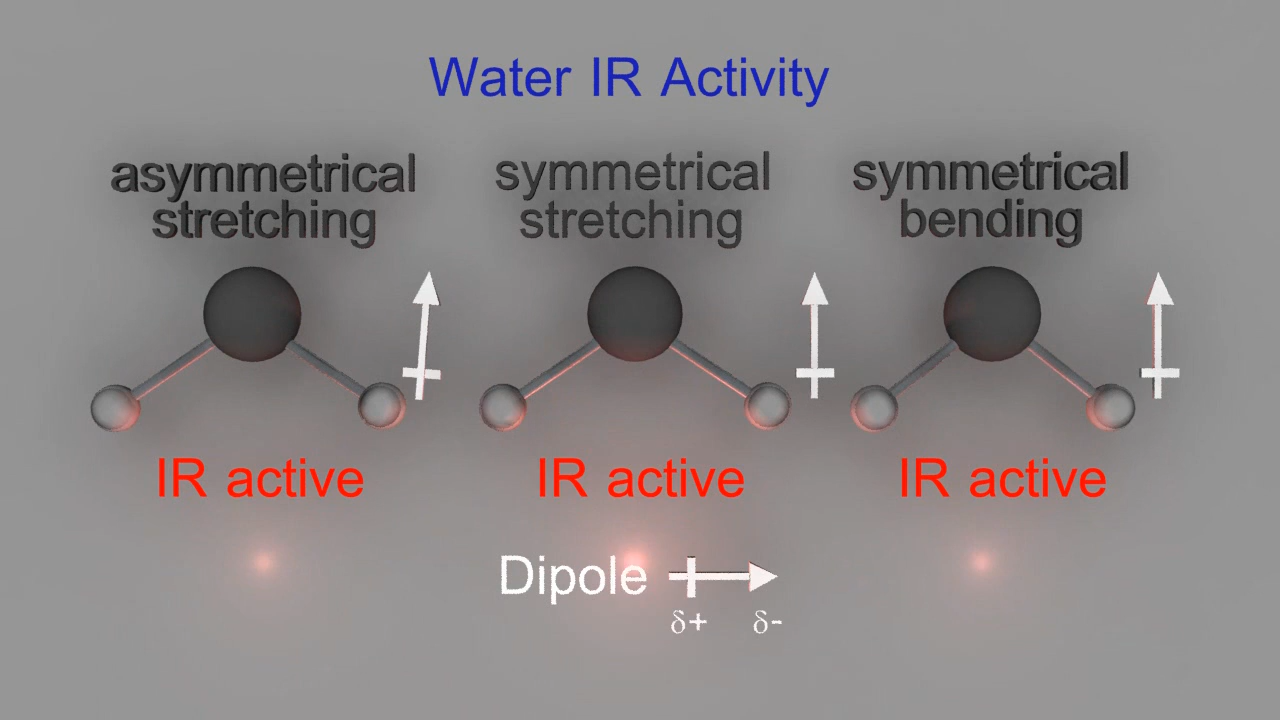 Water IR Activity
asymmetrical
stretching
symmetrical
stretching
symmetrical
bending
IR active
IR active
IR active
Dipole
δ+ δ-